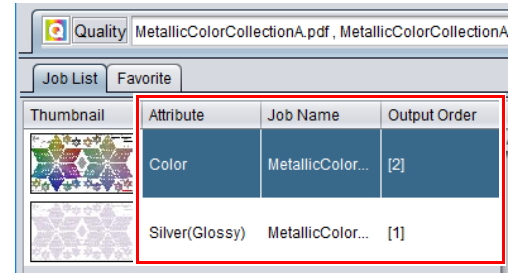 Quality MetallicColorCollectionA.pdf , MetallicColorCollectionA
Job List Favorite
Thumbnail Attribute Job Name Output Order
Color MetallicColor... [2]
Silver(Glossy) MetallicColor... [1]